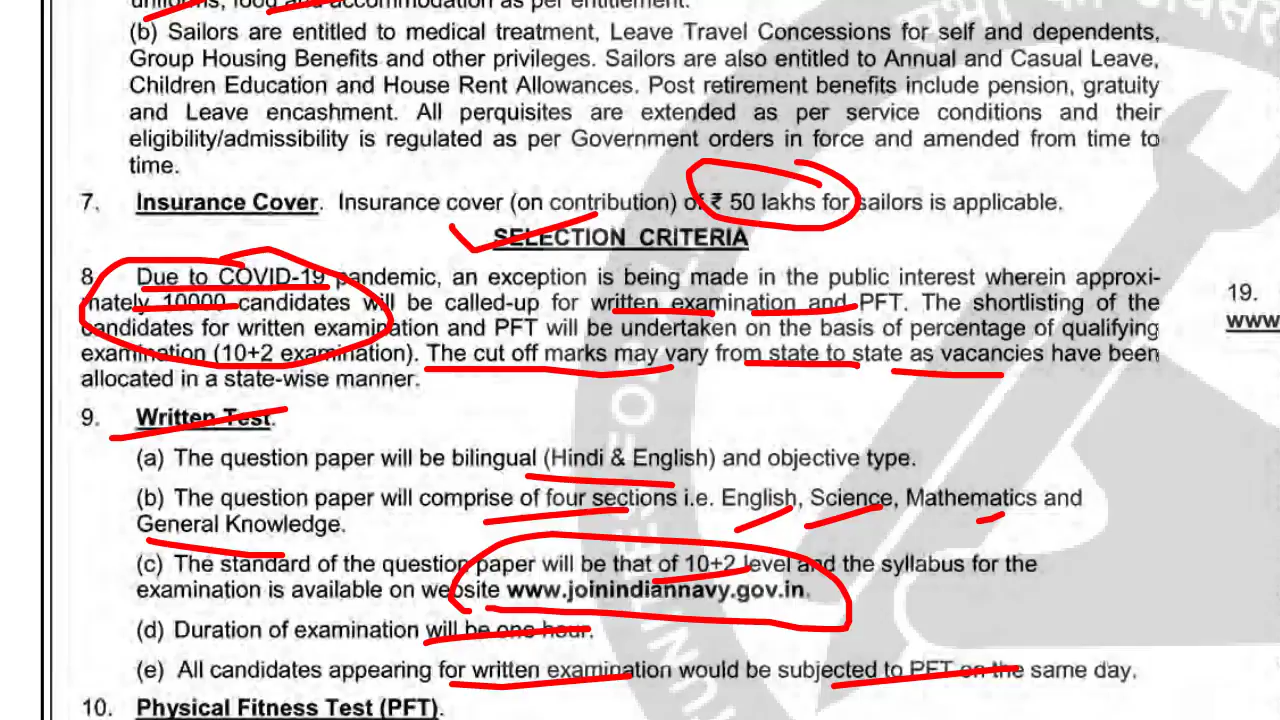 uniforms, food and accommodation as per entitlement.
(b) Sailors are entitled to medical treatment, Leave Travel Concessions for self and dependents,
Group Housing Benefits and other privileges. Sailors are also entitled to Annual and Casual Leave,
Children Education and House Rent Allowances. Post retirement benefits include pension, gratuity
and Leave encashment. All perquisites are extended as per service conditions and their
eligibility/admissibility is regulated as per Government orders in force and amended from time to
time.
7. Insurance Cover. Insurance cover (on contribution) of ₹ 50 lakhs for sailors is applicable.
SELECTION CRITERIA
8. Due to COVID-19 pandemic, an exception is being made in the public interest wherein approxi-
mately 10000 candidates will be called-up for written examination and PFT. The shortlisting of the
candidates for written examination and PFT will be undertaken on the basis of percentage of qualifying
examination (10+2 examination). The cut off marks may vary from state to state as vacancies have been
allocated in a state-wise manner.
9. Written Test.
(a) The question paper will be bilingual (Hindi & English) and objective type.
(b) The question paper will comprise of four sections i.e. English, Science, Mathematics and
General Knowledge.
(c) The standard of the question paper will be that of 10+2 level and the syllabus for the
examination is available on website www.joinindiannavy.gov.in.
(d) Duration of examination will be one hour.
(e) All candidates appearing for written examination would be subjected to PFT on the same day.
10. Physical Fitness Test (PFT).
19.
www